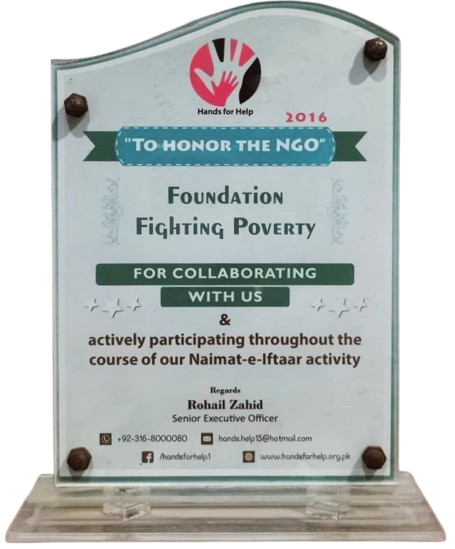 Hands for Help
2016
"TO HONOR THE NGO"
FOUNDATION
FIGHTING POVERTY
FOR COLLABORATING
WITH US
&
actively participating throughout the
course of our Naimat-e-Iftaar activity
Regards
Rohail Zahid
Senior Executive Officer
+92-316-8000080 hands.help15@hotmail.com
/handsforhelp1 www.handsforhelp.org.pk